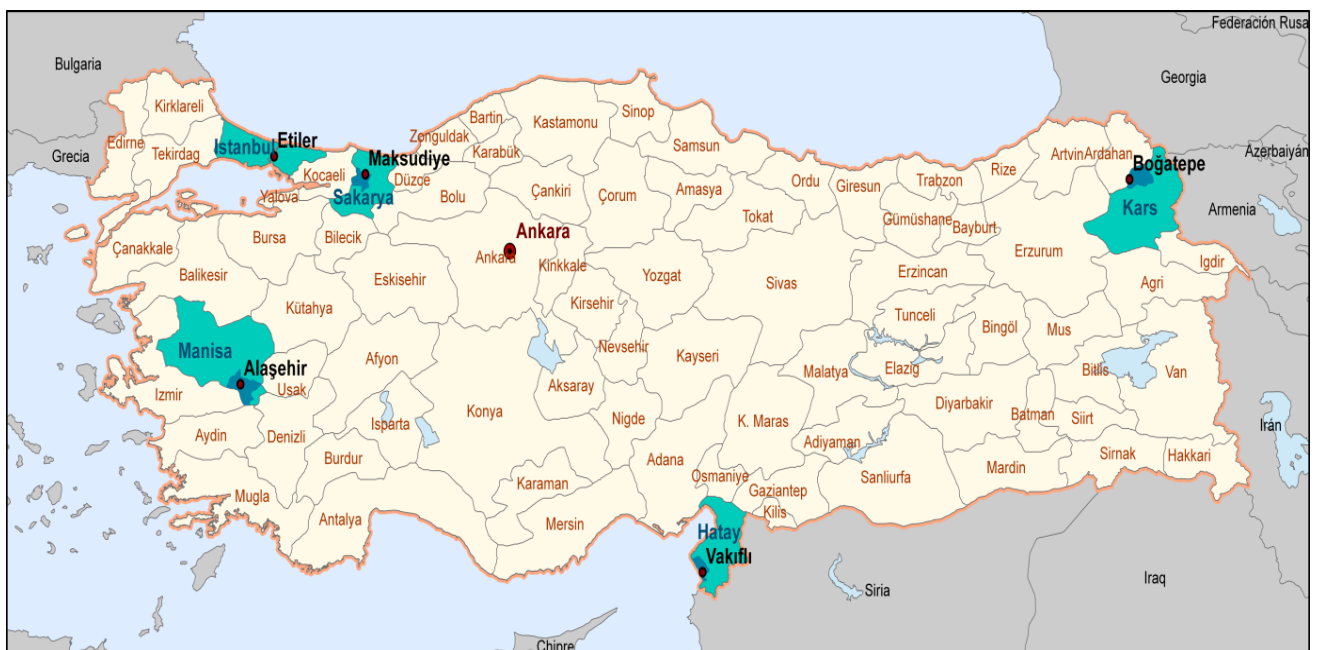 Federación Rusa
Bulgaria
Georgia
Kirklareli
Sinop
Bartin
Kastamonu
Zonguldak
Edirne
Istanbul
Etiler
Samsun
Tekirdag
Karabük
Artvin
Ardahan
Azerbaiyán
Grecia
Maksudiye
Boğatepe
Kocaeli
Düzce
Rize
Ordu
Giresun
Trabzon
Yalova
Sakarya
Bolu
Çankiri
Çorum
Amasya
Kars
Armenia
Tokat
Gümüshane
Bayburt
Çanakkale
Bursa
Bilecik
Ankara
Ankara
Kinkkale
Erzurum
Igdir
Balikesir
Eskisehir
Yozgat
Sivas
Erzincan
Agri
Kütahya
Kirsehir
Tunceli
Bingöl
Mus
Manisa
Afyon
Nevsehir
Kayseri
Alaşehir
Malatya
Elazig
Bitlis
Van
Izmir
Usak
Aksaray
Konya
Nigde
K. Maras
Diyarbakir
Batman
Siirt
Isparta
Irán
Aydin
Denizli
Adiyaman
Burdur
Adana
Osmaniye
Sanliurfa
Mardin
Sirnak
Hakkari
Mugla
Karaman
Gaziantep
Kilis
Antalya
Mersin
Hatay
Vakıflı
Siria
Iraq
Chipre